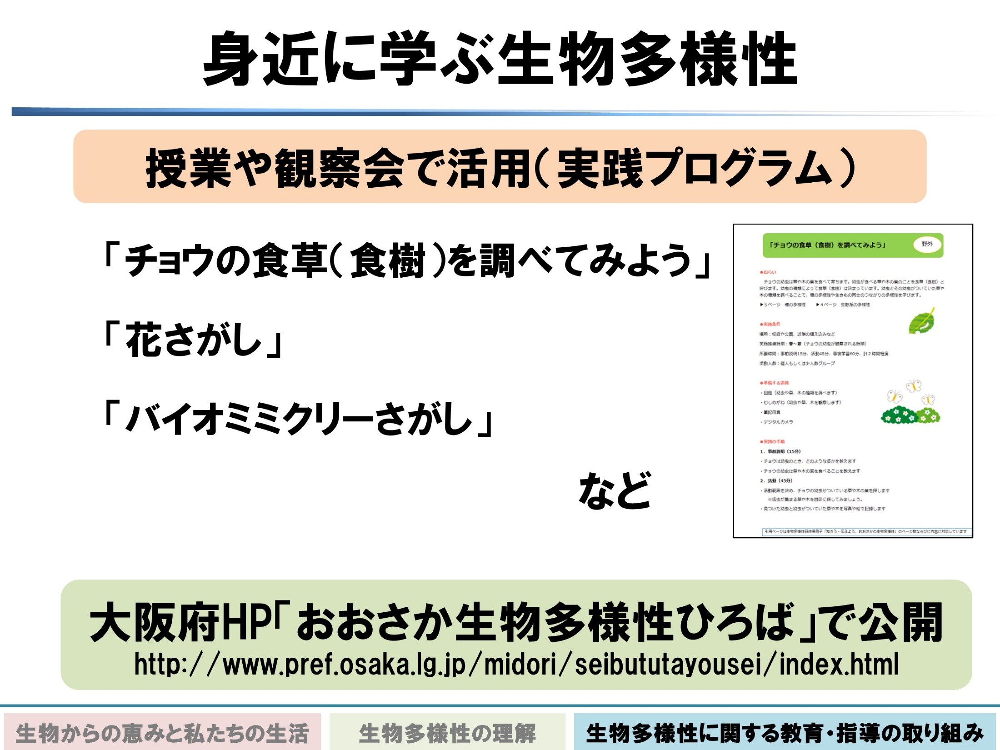 身近に学ぶ生物多様性
授業や観察会で活用（実践プログラム）
「チョウの食草（食樹）を調べてみよう」
「花さがし」
「バイオミミクリーさがし」
など
「チョウの食草（食樹）を調べてみよう」
野外
●ねらい
チョウの幼虫は草や木の葉を食べて育ちます。幼虫が食べる草や木の葉のことを食草（食樹）と
呼びます。幼虫の種類によって食草（食樹）は決まっています。幼虫とその幼虫がついていた草や
木の種類を調べることで、種の多様性や生きもの同士のつながりの多様性を学びます。
▶5ページ　種の多様性　　▶4ページ　生態系の多様性
●実施条件
場所：校庭や公園、近隣の植え込みなど
実施推奨時期：春～夏（チョウの幼虫が観察される時期）
所要時間：事前説明15分、活動45分、事後学習60分、計２時間程度
活動人数：個人もしくは少人数グループ
●準備する道具
・図鑑（幼虫や草、木の種類を調べます）
・むしめがね（幼虫や草、木を観察します）
・筆記用具
・デジタルカメラ
●実践の手順
1．事前説明（15分）
・チョウは幼虫のとき、どのような姿かを教えます
・チョウの幼虫は草や木の葉を食べることを教えます
2．活動（45分）
・活動範囲を決め、チョウの幼虫がついている草や木の葉を探します
※成虫が集まる草や木を目印に探してみましょう。
・見つけた幼虫と幼虫がついていた草や木を写真や絵で記録します
引用ページは生物多様性研修用冊子「知ろう・伝えよう、おおさかの生物多様性」のページ数ならびに内容に対応しています
大阪府HP「おおさか生物多様性ひろば」で公開
http://www.pref.osaka.lg.jp/midori/seibututayousei/index.html
生物からの恵みと私たちの生活
生物多様性の理解
生物多様性に関する教育・指導の取り組み